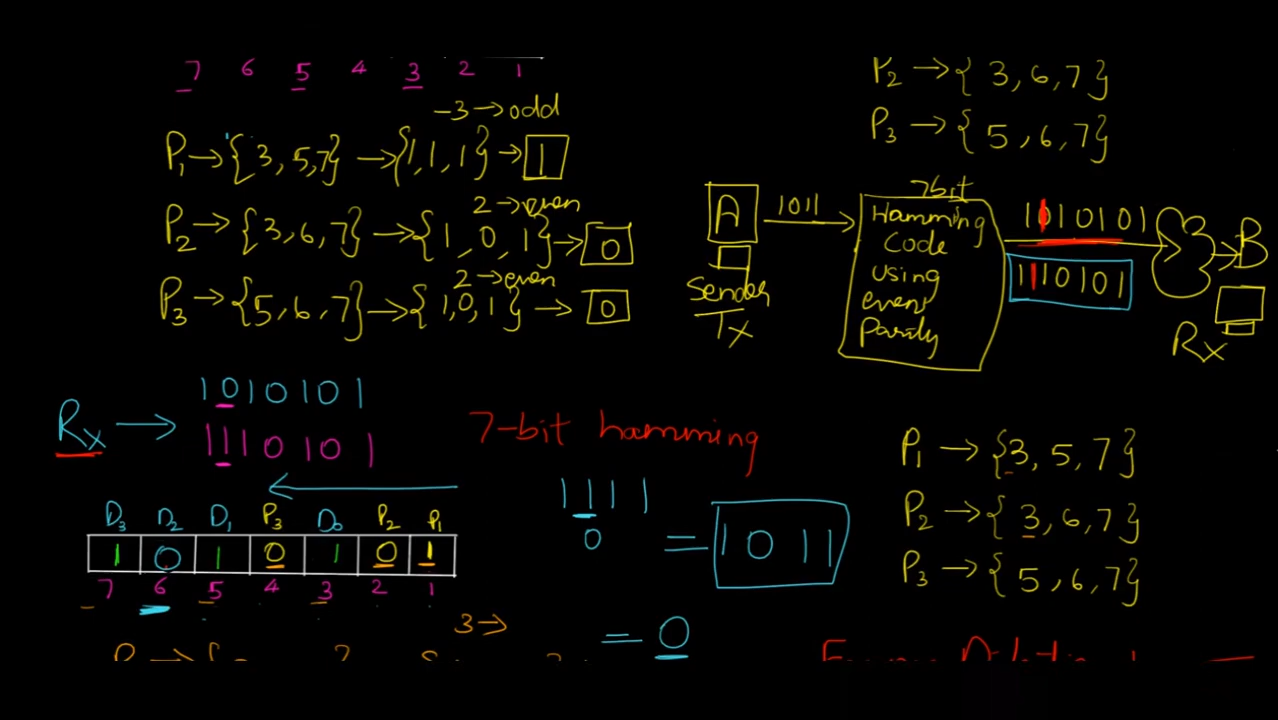 7 6 5 4 3 2 1
-3 → odd
P₁ → {3, 5, 7} → {1, 1, 1} → 1
2 → even
P₂ → {3, 6, 7} → {1, 0, 1} → 0
2 → even
P₃ → {5, 6, 7} → {1, 0, 1} → 0
P₂ → {3, 6, 7}
P₃ → {5, 6, 7}
7bit
A 1011 Hamming 1010101 B
Code
Sender using 1110101
Tx even Rx
Parity
Rx → 1010101
1110101
7-bit hamming
D₃ D₂ D₁ P₃ D₀ P₂ P₁
1 0 1 0 1 0 1
7 6 5 4 3 2 1
1111
0
= 1011
P₁ → {3, 5, 7}
P₂ → {3, 6, 7}
P₃ → {5, 6, 7}
3 →
= 0